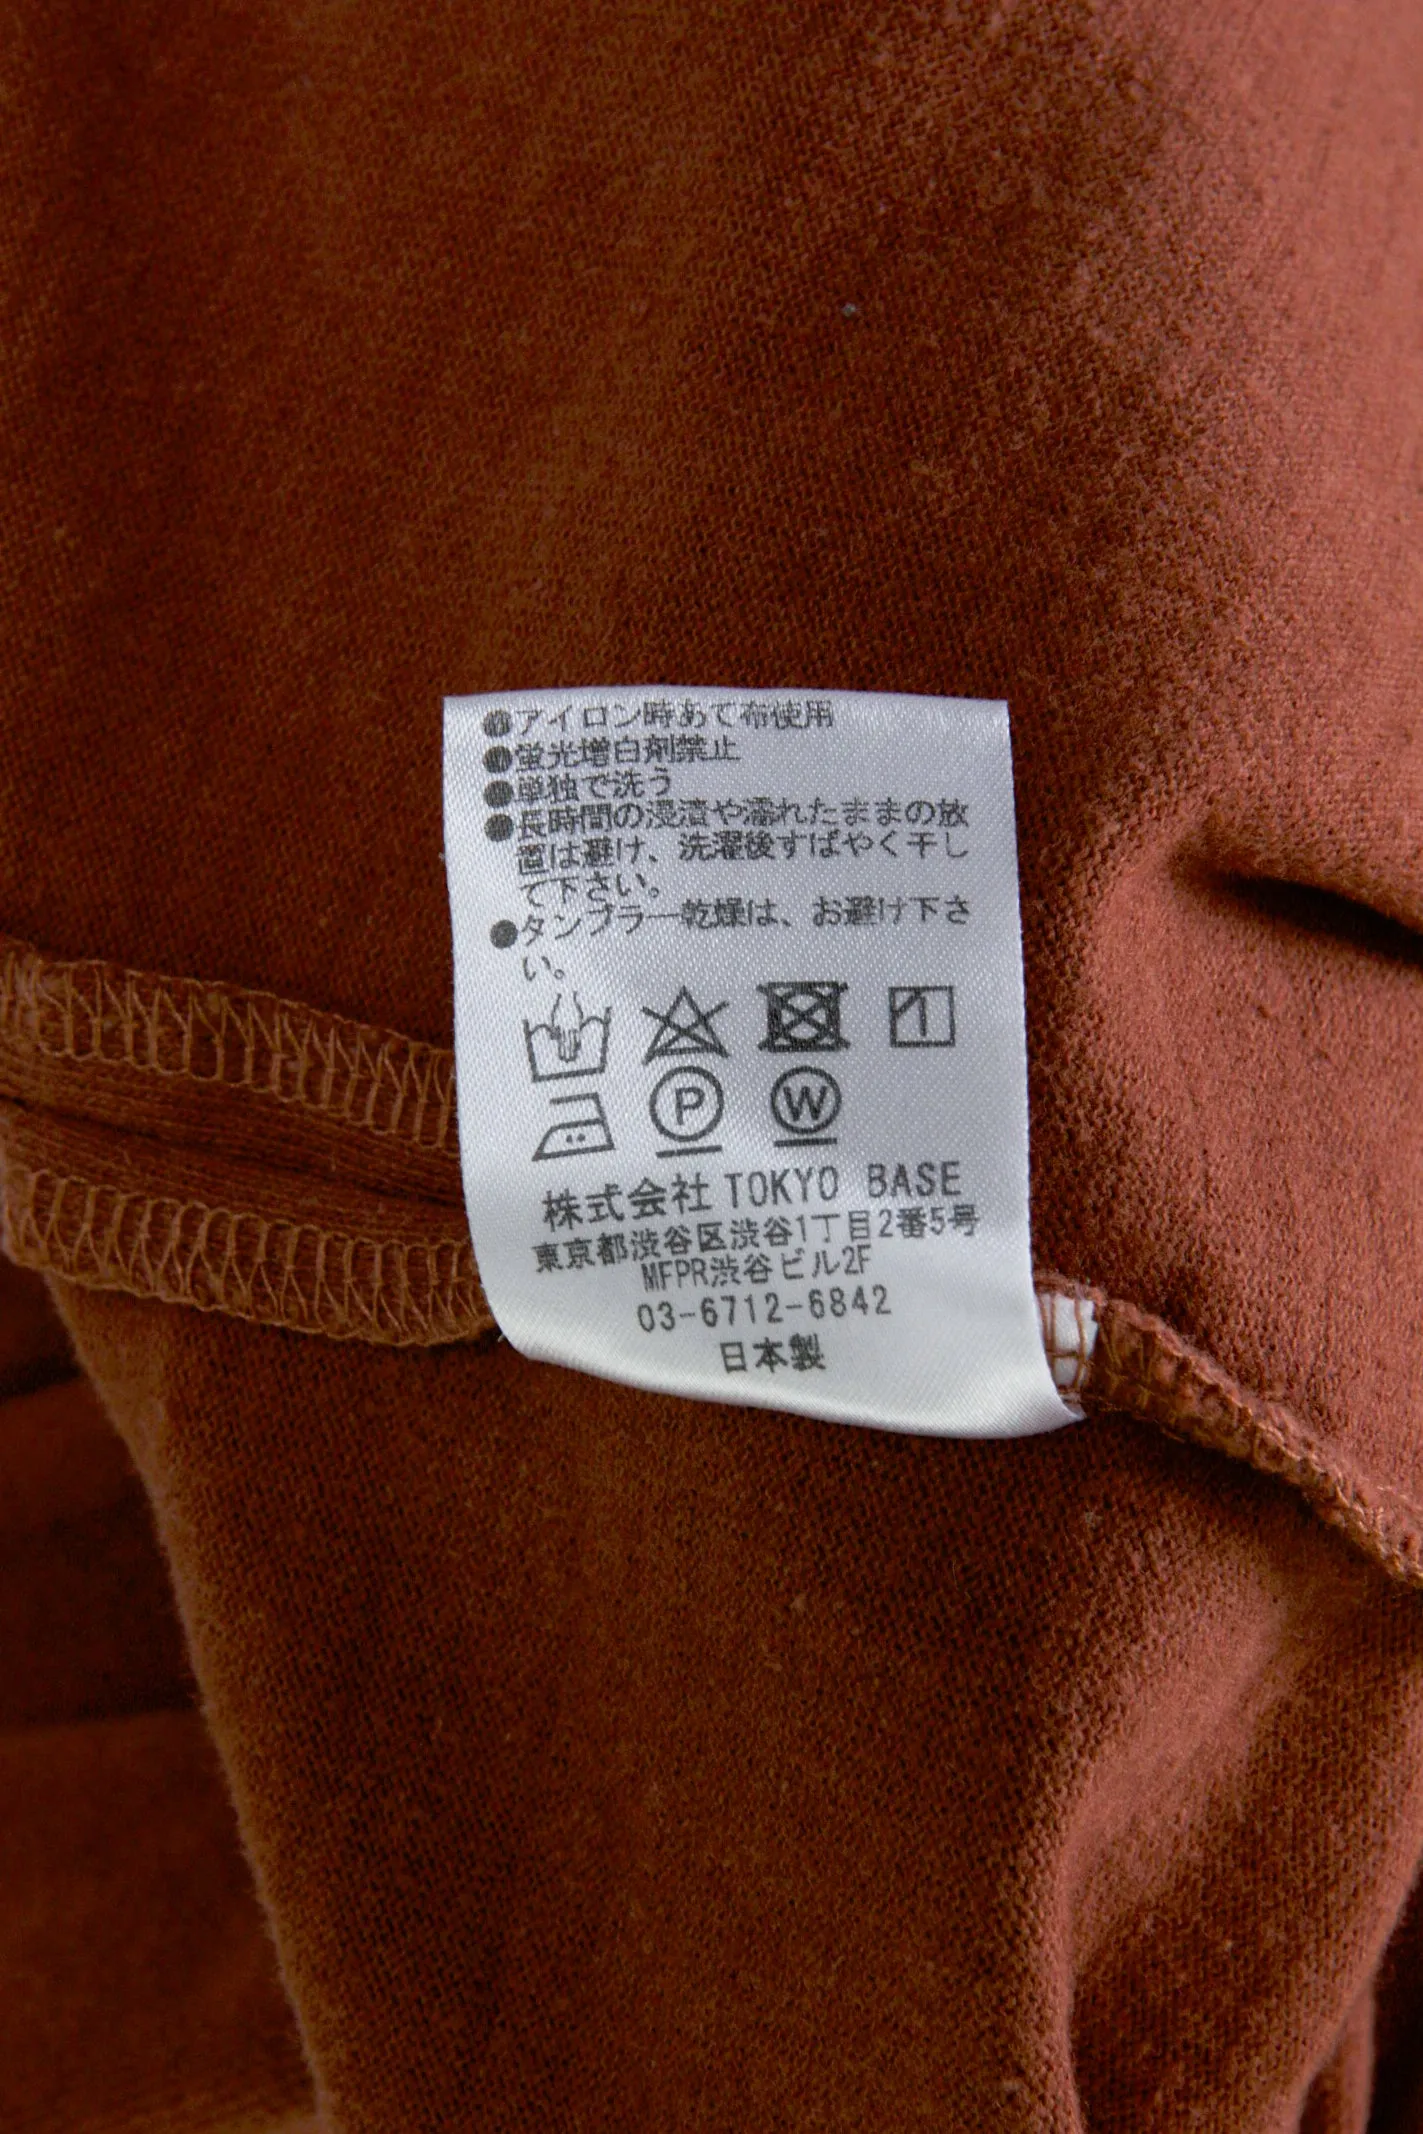 ●アイロン時あて布使用
●蛍光増白剤禁止
●単独で洗う
●長時間の浸漬や濡れたままの放
置は避け、洗濯後すばやく干し
て下さい。
●タンブラー乾燥は、お避け下さ
い。
P W
株式会社 TOKYO BASE
東京都渋谷区渋谷1丁目2番5号
MFPR渋谷ビル2F
03-6712-6842
日本製